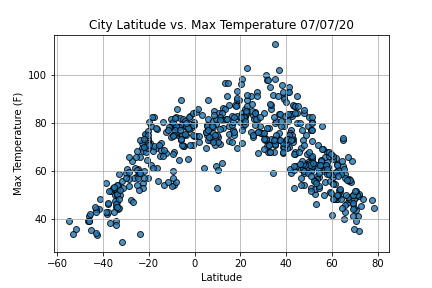 City Latitude vs. Max Temperature 07/07/20
Max Temperature (F)
100
80
60
40
−60 −40 −20 0 20 40 60 80
Latitude